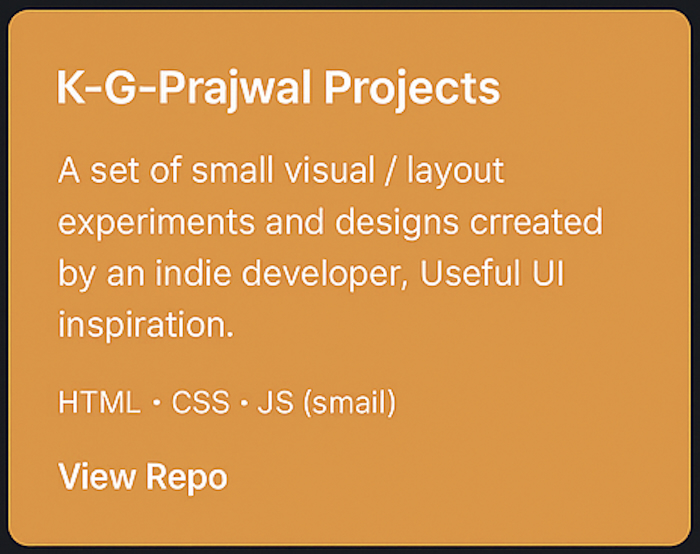 K-G-Prajwal Projects
A set of small visual / layout
experiments and designs crreated
by an indie developer, Useful UI
inspiration.
HTML • CSS • JS (smail)
View Repo